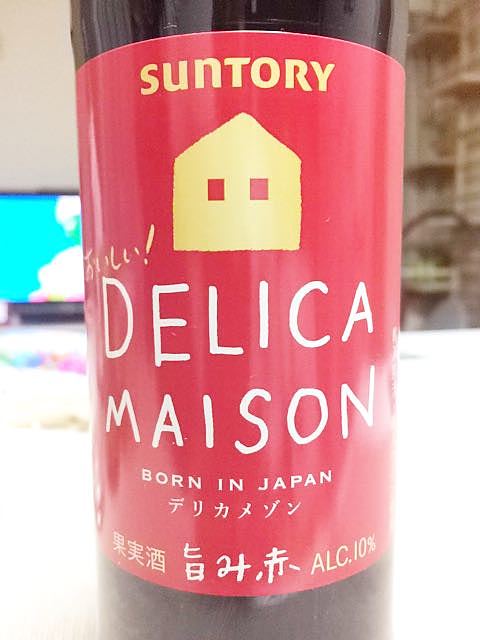 SUNTORY
おいしい!
DELICA
MAISON
BORN IN JAPAN
デリカメゾン
果実酒 旨み赤 ALC.10%